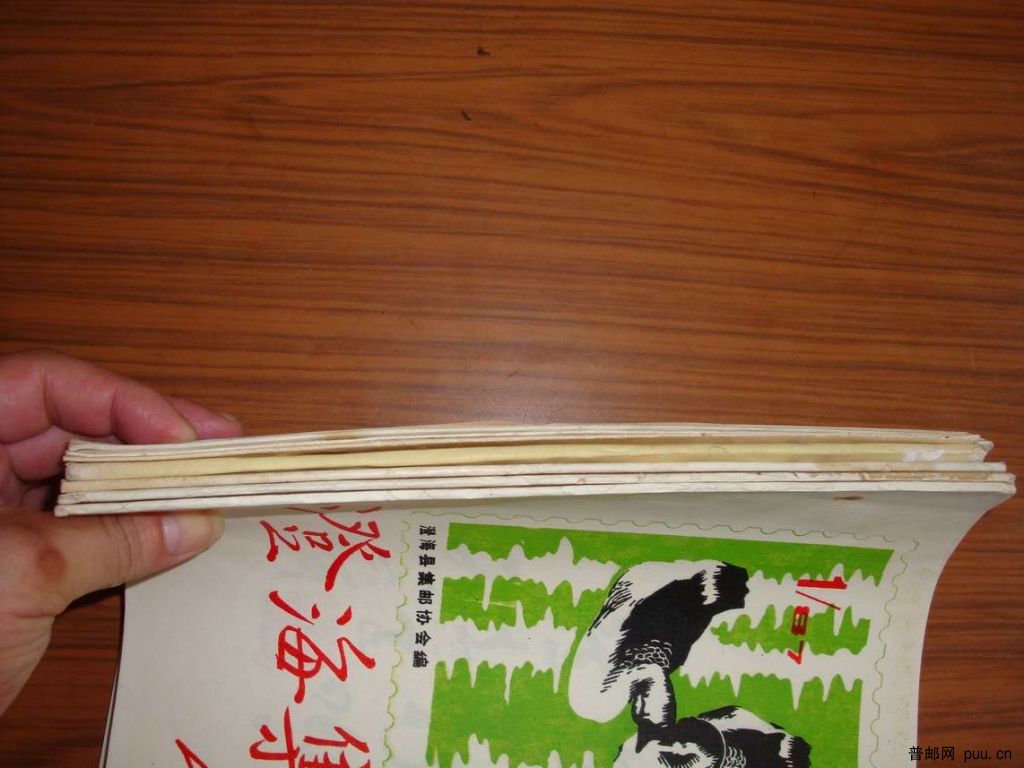 澄海
澄海县集邮协会编
1/87
普邮网 puu.cn